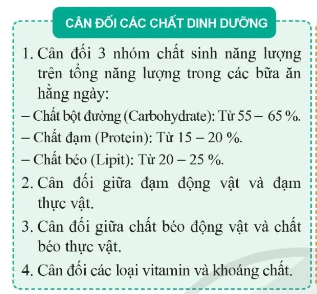 CÂN ĐỐI CÁC CHẤT DINH DƯỠNG
1. Cân đối 3 nhóm chất sinh năng lượng
trên tổng năng lượng trong các bữa ăn
hằng ngày:
– Chất bột đường (Carbohydrate): Từ 55 – 65 %.
– Chất đạm (Protein): Từ 15 – 20 %.
– Chất béo (Lipit): Từ 20 – 25 %.
2. Cân đối giữa đạm động vật và đạm
thực vật.
3. Cân đối giữa chất béo động vật và chất
béo thực vật.
4. Cân đối các loại vitamin và khoáng chất.